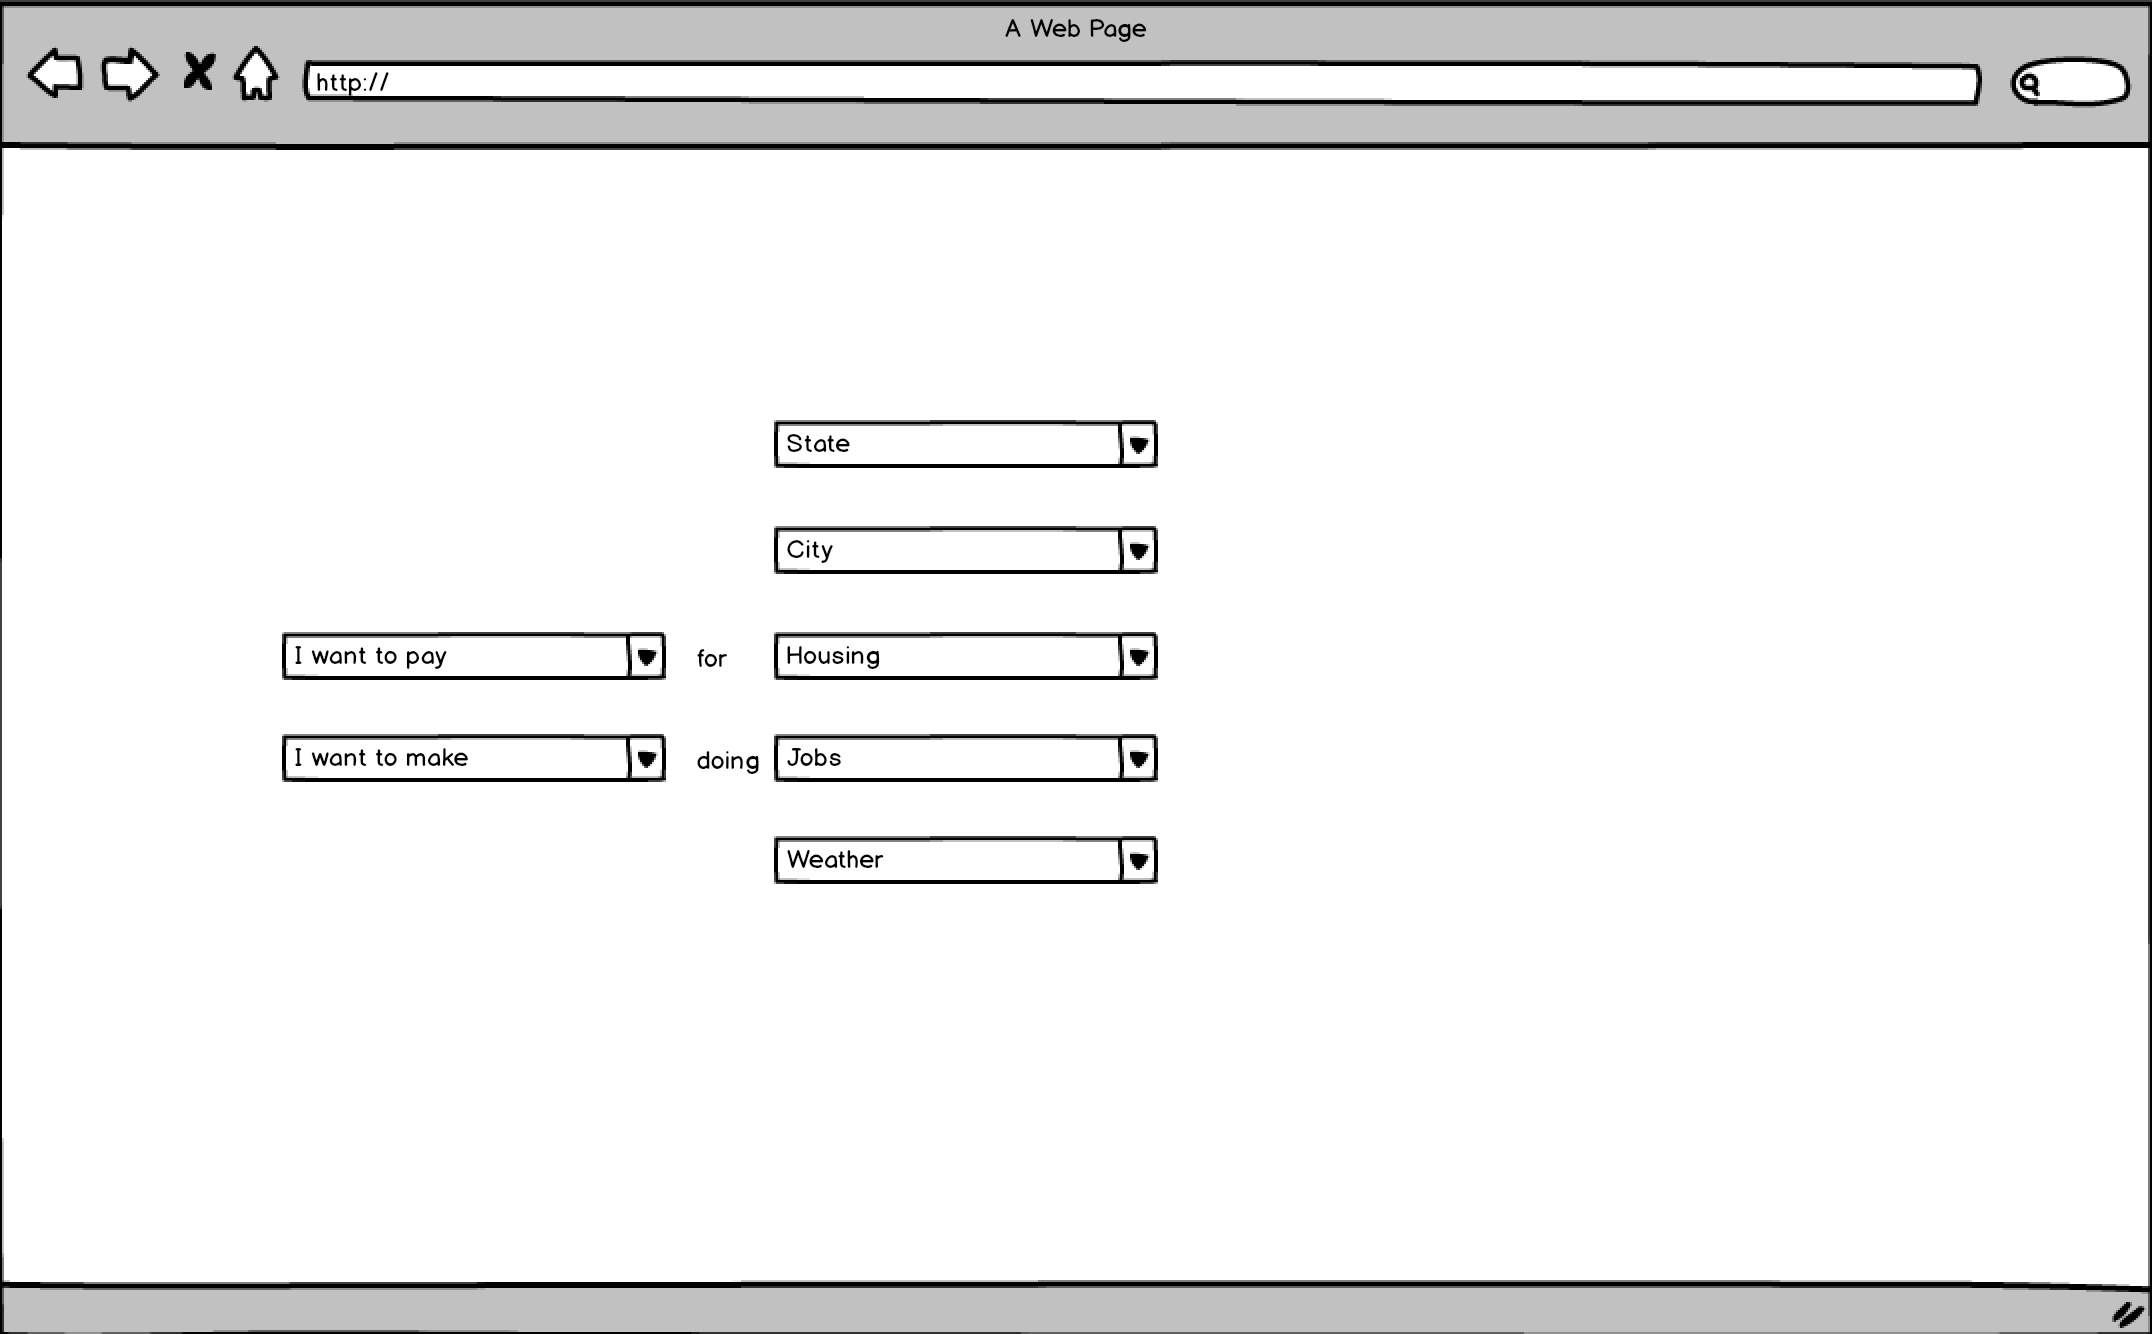 A Web Page
http://
State
City
I want to pay for Housing
I want to make doing Jobs
Weather